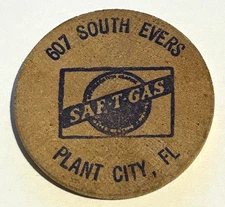 607 SOUTH EVERS
SAF-T-GAS
PLANT CITY, FL